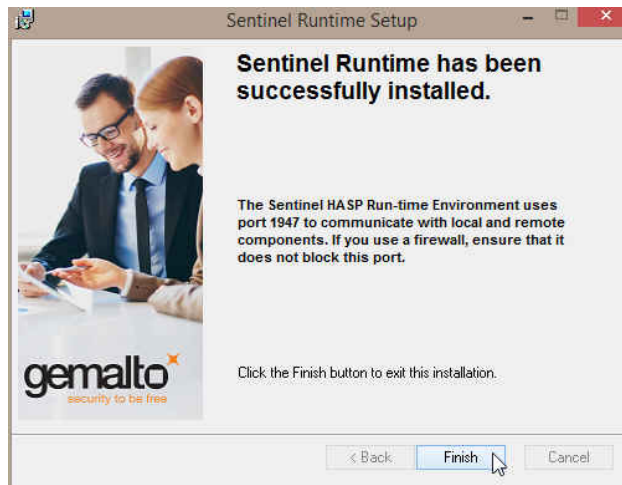 Sentinel Runtime Setup
Sentinel Runtime has been
successfully installed.
The Sentinel HASP Run-time Environment uses
port 1947 to communicate with local and remote
components. If you use a firewall, ensure that it
does not block this port.
gemalto
security to be free
Click the Finish button to exit this installation.
< Back
Finish
Cancel